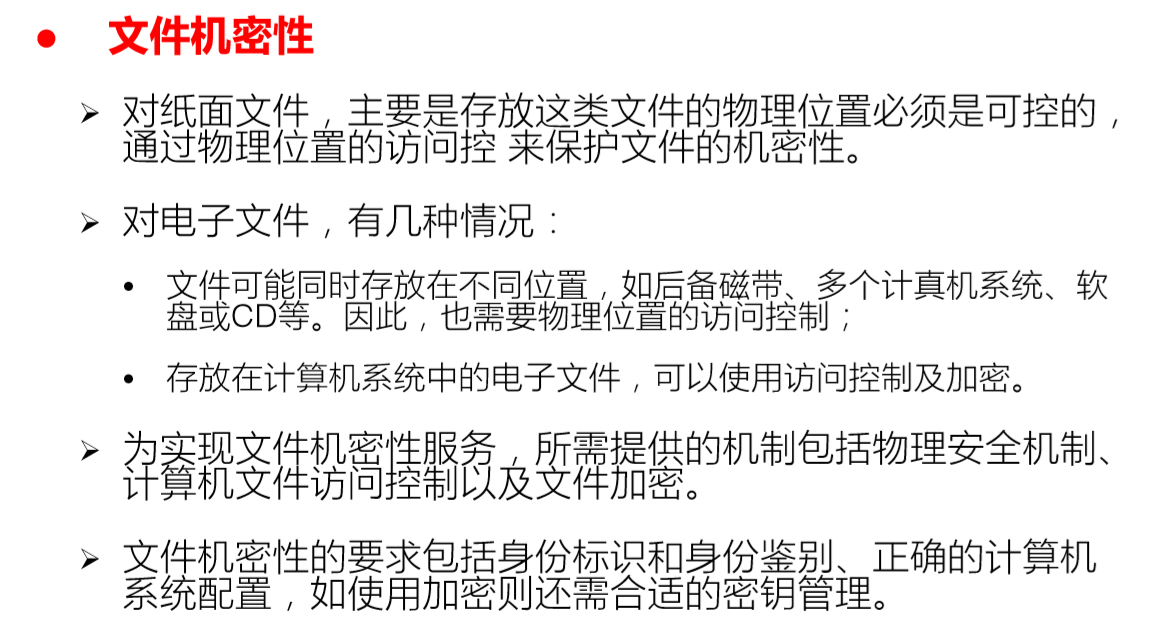 ● 文件机密性
➢ 对纸面文件，主要是存放这类文件的物理位置必须是可控的，
通过物理位置的访问控 来保护文件的机密性。
➢ 对电子文件，有几种情况：
• 文件可能同时存放在不同位置，如后备磁带、多个计真机系统、软
盘或CD等。因此，也需要物理位置的访问控制；
• 存放在计算机系统中的电子文件，可以使用访问控制及加密。
➢ 为实现文件机密性服务，所需提供的机制包括物理安全机制、
计算机文件访问控制以及文件加密。
➢ 文件机密性的要求包括身份标识和身份鉴别、正确的计算机
系统配置，如使用加密则还需合适的密钥管理。